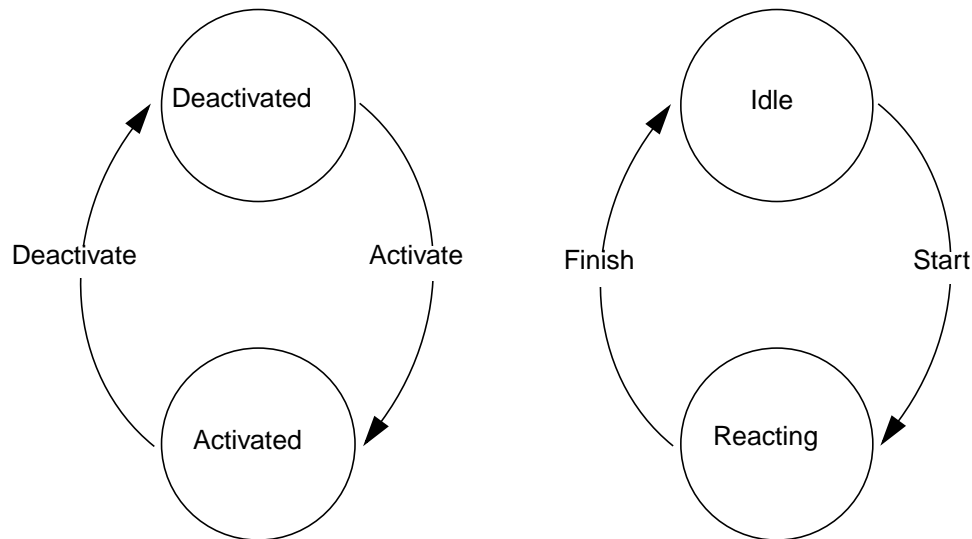 Deactivated
Idle
Deactivate
Activate
Finish
Start
Activated
Reacting